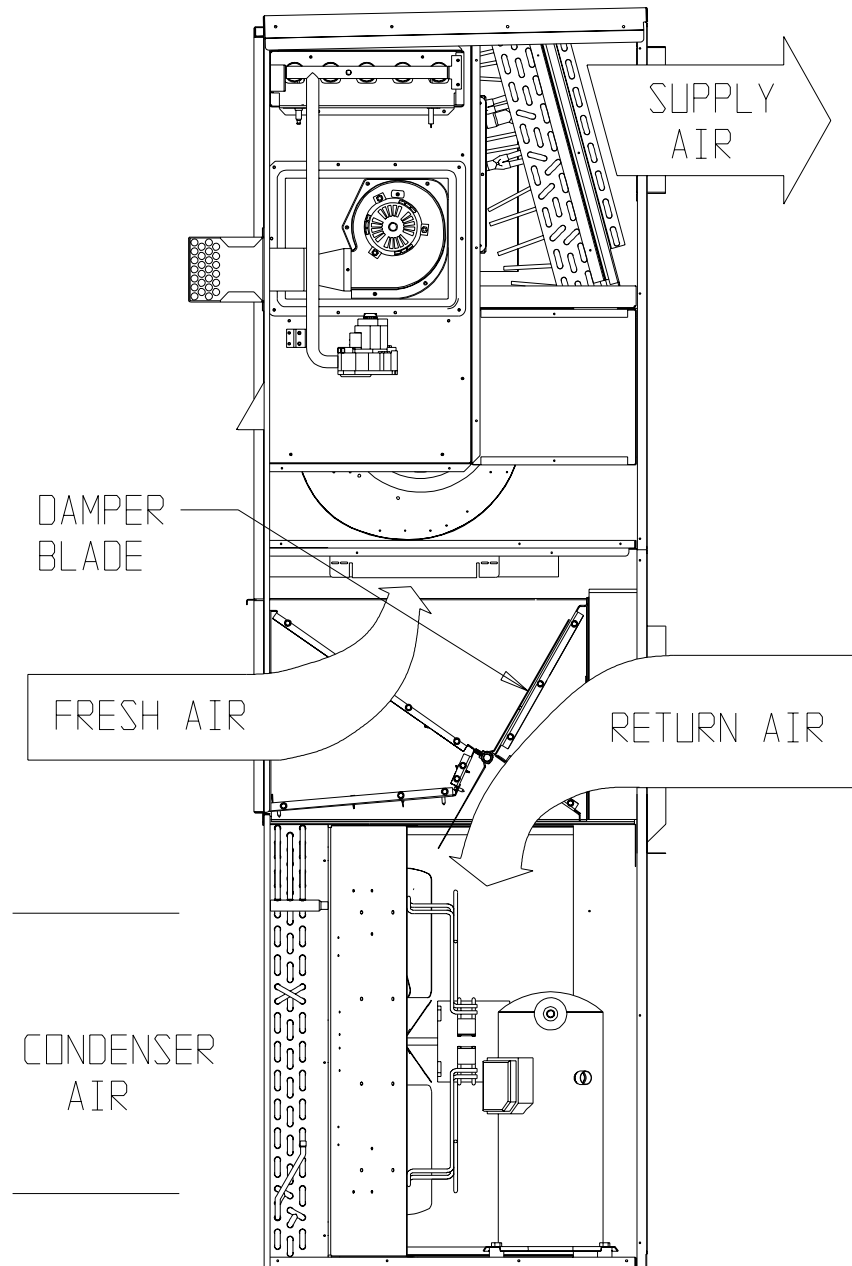 SUPPLY
AIR
DAMPER
BLADE
FRESH AIR
RETURN AIR
CONDENSER
AIR